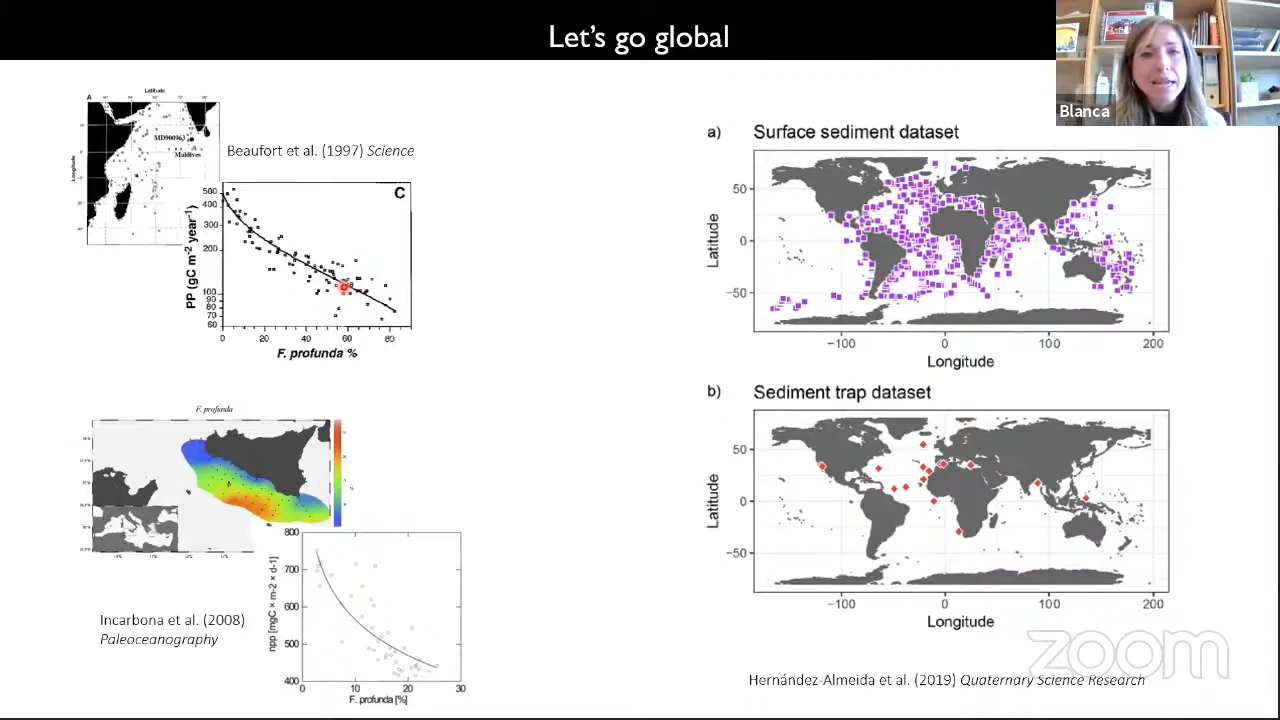 Let's go global
Blanca
A
Latitude
Longitude
MD900963
Maldives
Beaufort et al. (1997) Science
C
PP (gC m-2 year-1)
500
400
300
200
100
90
80
70
60
0 20 40 60 80
F. profunda %
F. profunda
Incarbona et al. (2008)
Paleoceanography
npp [mgC × m-2 × d-1]
800
700
600
500
400
0 10 20 30
F. profunda [%]
a) Surface sediment dataset
Latitude
50
0
−50
−100 0 100 200
Longitude
b) Sediment trap dataset
Latitude
50
0
−50
−100 0 100 200
Longitude
zoom
Hernández-Almeida et al. (2019) Quaternary Science Research